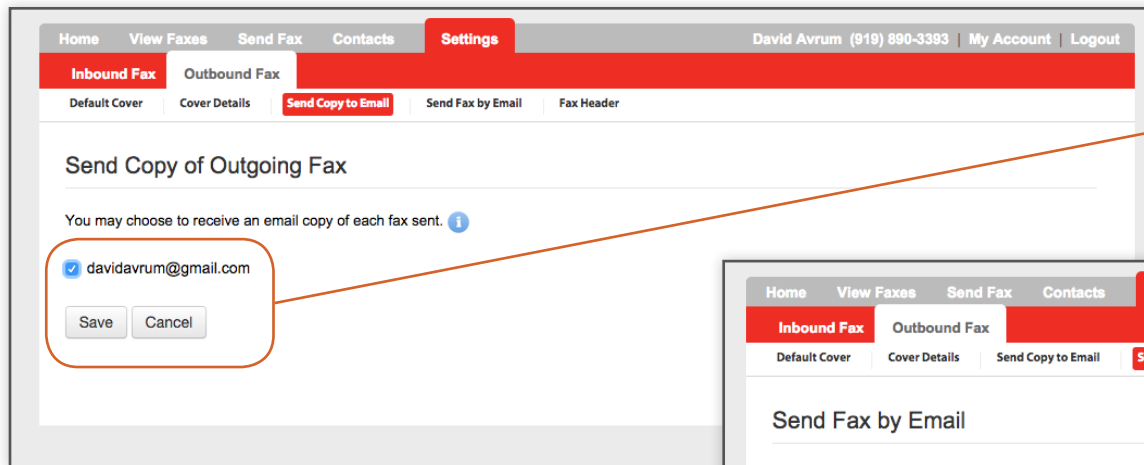 Home View Faxes Send Fax Contacts Settings David Avrum (919) 890-3393 | My Account | Logout
Inbound Fax Outbound Fax
Default Cover Cover Details Send Copy to Email Send Fax by Email Fax Header
Send Copy of Outgoing Fax
You may choose to receive an email copy of each fax sent.
davidavrum@gmail.com
Save Cancel
Home View Faxes Send Fax Contacts
Inbound Fax Outbound Fax
Default Cover Cover Details Send Copy to Email
Send Fax by Email